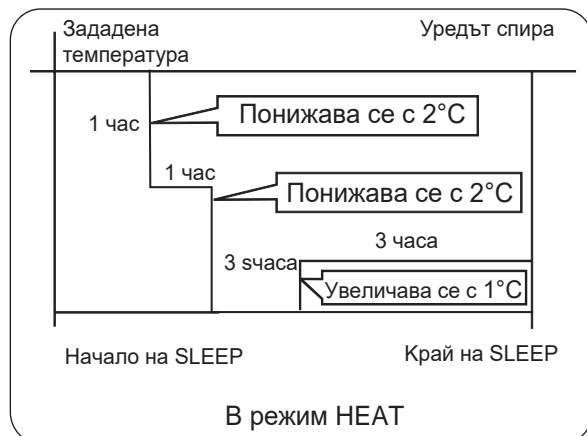 Зададена
температура
Уредът спира
1 час
Понижава се с 2°C
1 час
Понижава се с 2°C
3 часа
3 sчаса
Увеличава се с 1°C
Начало на SLEEP
Край на SLEEP
В режим HEAT